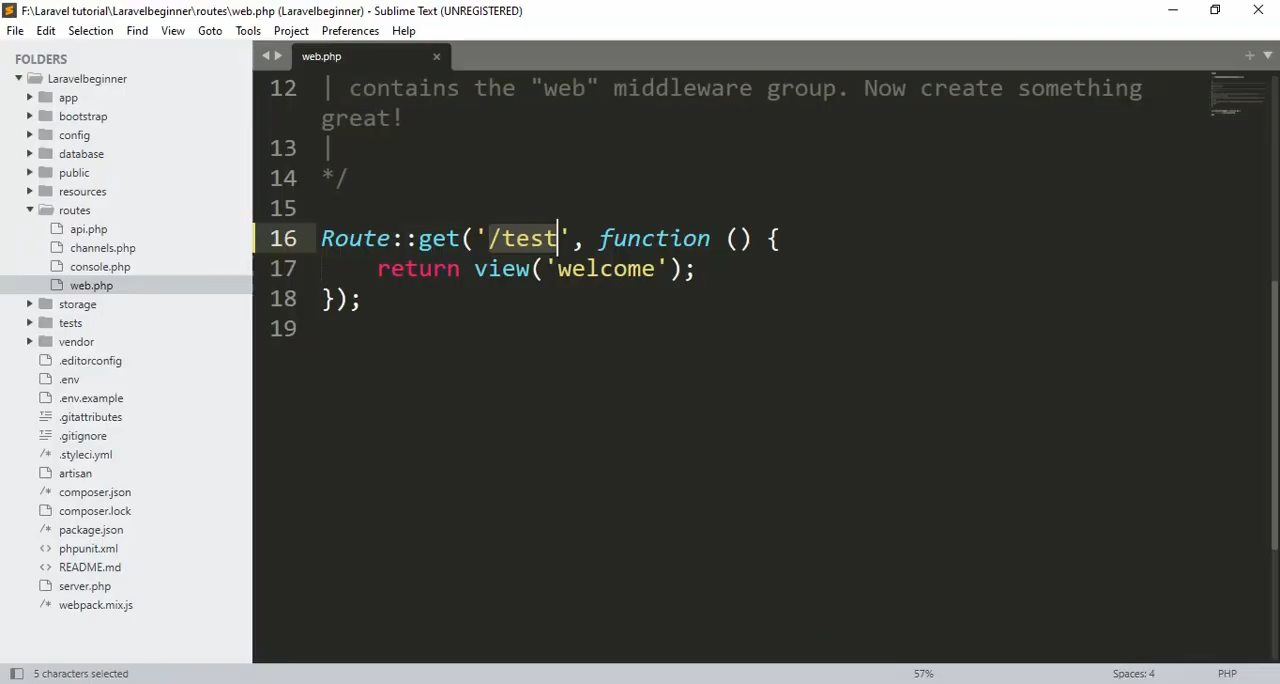 F:\Laravel tutorial\Laravelbeginner\routes\web.php (Laravelbeginner) - Sublime Text (UNREGISTERED)
File Edit Selection Find View Goto Tools Project Preferences Help
FOLDERS
Laravelbeginner
app
bootstrap
config
database
public
resources
routes
api.php
channels.php
console.php
web.php
storage
tests
vendor
.editorconfig
.env
.env.example
.gitattributes
.gitignore
/* .styleci.yml
artisan
/* composer.json
composer.lock
/* package.json
<> phpunit.xml
<> README.md
server.php
/* webpack.mix.js
web.php
12 | contains the "web" middleware group. Now create something
great!
13 |
14 */
15
16 Route::get('/test', function () {
17     return view('welcome');
18 });
19
5 characters selected 57% Spaces: 4 PHP